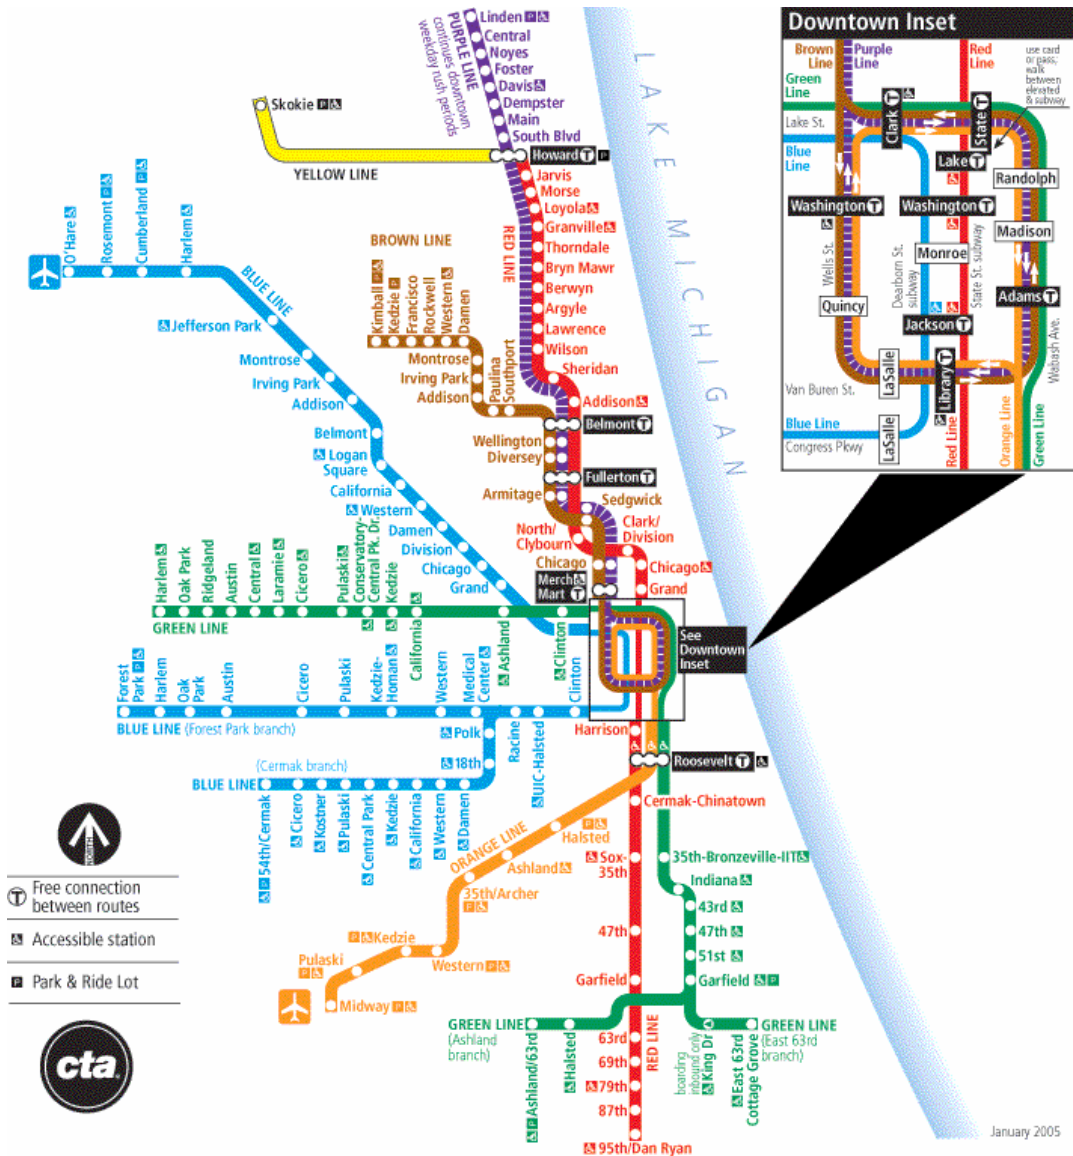 Linden
Central
Noyes
Foster
Davis
Dempster
Main
South Blvd
PURPLE LINE
continues downtown
weekday rush periods
Skokie
YELLOW LINE
Howard T
Jarvis
Morse
Loyola
Granville
Thorndale
Bryn Mawr
Berwyn
Argyle
Lawrence
Wilson
Sheridan
Addison
RED LINE
LAKE MICHIGAN
O'Hare
Rosemont
Cumberland
Harlem
BLUE LINE
Jefferson Park
Montrose
Irving Park
Addison
Belmont
Logan
Square
California
Western
Damen
Division
Chicago
Grand
BROWN LINE
Kimball
Kedzie
Francisco
Rockwell
Western
Damen
Montrose
Irving Park
Addison
Paulina
Southport
Belmont T
Wellington
Diversey
Fullerton T
Armitage
Sedgwick
North/
Clybourn
Clark/
Division
Chicago
Chicago
Merch
Mart T
Grand
Harlem
Oak Park
Ridgeland
Austin
Central
Laramie
Cicero
Pulaski
Conservatory-
Central Pk. Dr.
Kedzie
California
Ashland
Clinton
GREEN LINE
See
Downtown
Inset
Forest
Park
Harlem
Oak
Park
Austin
Cicero
Pulaski
Kedzie-
Homan
Western
Medical
Center
Racine
UIC-Halsted
Clinton
BLUE LINE (Forest Park branch)
Polk
18th
(Cermak branch)
BLUE LINE
54th/Cermak
Cicero
Kostner
Pulaski
Central Park
Kedzie
California
Western
Damen
Harrison
Roosevelt T
Cermak-Chinatown
ORANGE LINE
Halsted
Ashland
35th/Archer
Western
Kedzie
Pulaski
Midway
Sox-
35th
47th
Garfield
63rd
69th
79th
87th
95th/Dan Ryan
RED LINE
35th-Bronzeville-IIT
Indiana
43rd
47th
51st
Garfield
GREEN LINE
(Ashland
branch)
Ashland/63rd
Halsted
boarding
inbound only
King Dr
East 63rd
Cottage Grove
GREEN LINE
(East 63rd
branch)
NORTH
T Free connection
between routes
Accessible station
P Park & Ride Lot
cta
January 2005
Downtown Inset
Brown
Line
Purple
Line
Red
Line
use card
or pass,
walk
between
elevated
& subway
Green
Line
Lake St.
Blue
Line
Clark T
State T
Lake T
Randolph
Washington T
Washington T
Madison
Monroe
Wells St.
Dearborn St.
subway
State St. subway
Quincy
Adams T
Jackson T
Wabash Ave.
LaSalle
Library T
Van Buren St.
Blue Line
Congress Pkwy
LaSalle
Red Line
Orange Line
Green Line